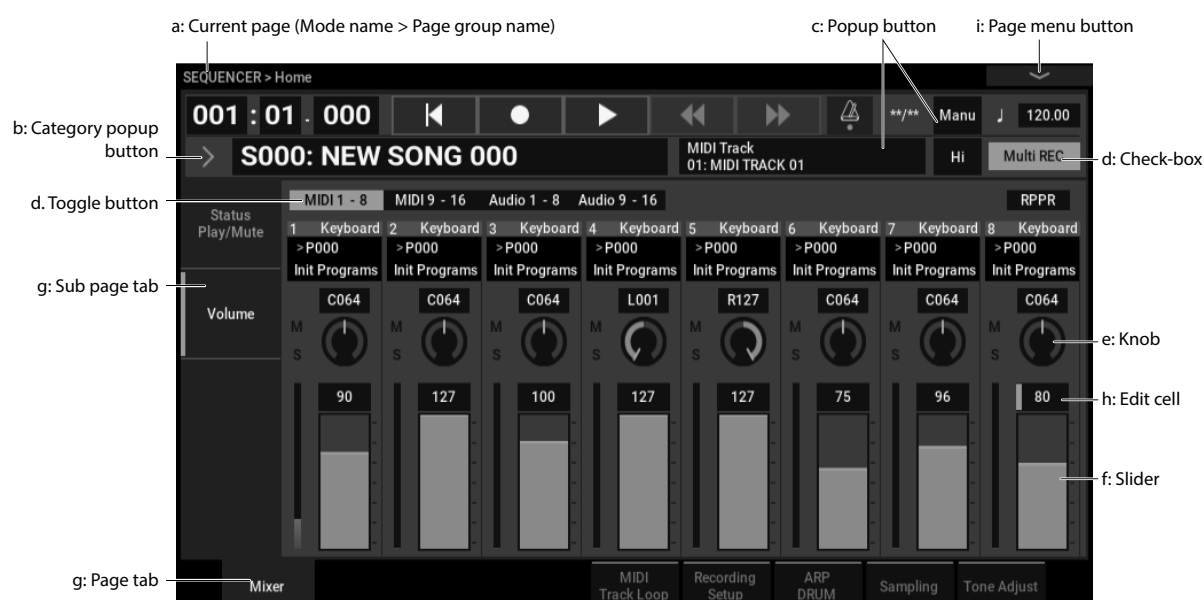 a: Current page (Mode name > Page group name)
c: Popup button
i: Page menu button
SEQUENCER > Home
001 : 01 . 000
**/**
Manu
♩
120.00
b: Category popup
button
S000: NEW SONG 000
MIDI Track
01: MIDI TRACK 01
Hi
Multi REC
d: Check-box
d. Toggle button
MIDI 1 - 8
MIDI 9 - 16
Audio 1 - 8
Audio 9 - 16
RPPR
Status
Play/Mute
1 Keyboard 2 Keyboard 3 Keyboard 4 Keyboard 5 Keyboard 6 Keyboard 7 Keyboard 8 Keyboard
>P000 >P000 >P000 >P000 >P000 >P000 >P000 >P000
Init Programs Init Programs Init Programs Init Programs Init Programs Init Programs Init Programs Init Programs
g: Sub page tab
Volume
C064 C064 C064 L001 R127 C064 C064 C064
M M M M M M M M
S S S S S S S S
e: Knob
90 127 100 127 127 75 96 80
h: Edit cell
f: Slider
g: Page tab
Mixer
MIDI
Track Loop
Recording
Setup
ARP
DRUM
Sampling
Tone Adjust